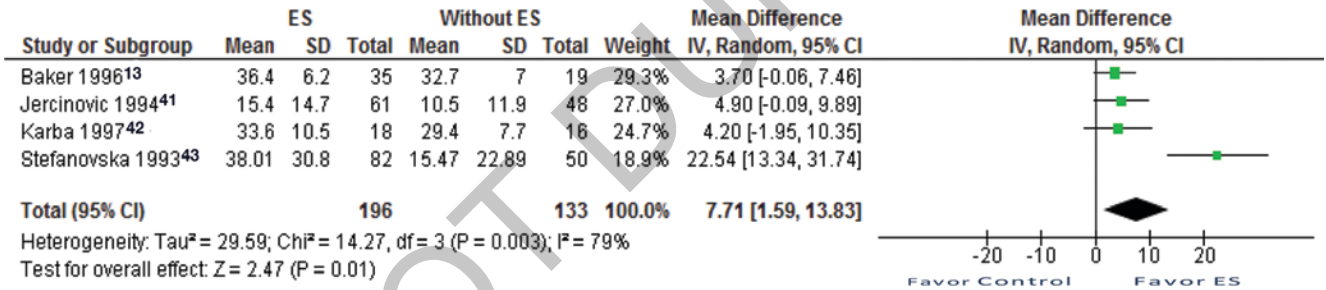 ES Without ES Mean Difference Mean Difference
Study or Subgroup Mean SD Total Mean SD Total Weight IV, Random, 95% CI IV, Random, 95% CI
Baker 1996¹³ 36.4 6.2 35 32.7 7 19 29.3% 3.70 [-0.06, 7.46]
Jercinovic 1994⁴¹ 15.4 14.7 61 10.5 11.9 48 27.0% 4.90 [-0.09, 9.89]
Karba 1997⁴² 33.6 10.5 18 29.4 7.7 16 24.7% 4.20 [-1.95, 10.35]
Stefanovska 1993⁴³ 38.01 30.8 82 15.47 22.89 50 18.9% 22.54 [13.34, 31.74]
Total (95% CI) 196 133 100.0% 7.71 [1.59, 13.83]
Heterogeneity: Tau² = 29.59; Chi² = 14.27, df = 3 (P = 0.003); I² = 79%
Test for overall effect: Z = 2.47 (P = 0.01)
-20 -10 0 10 20
Favor Control Favor ES